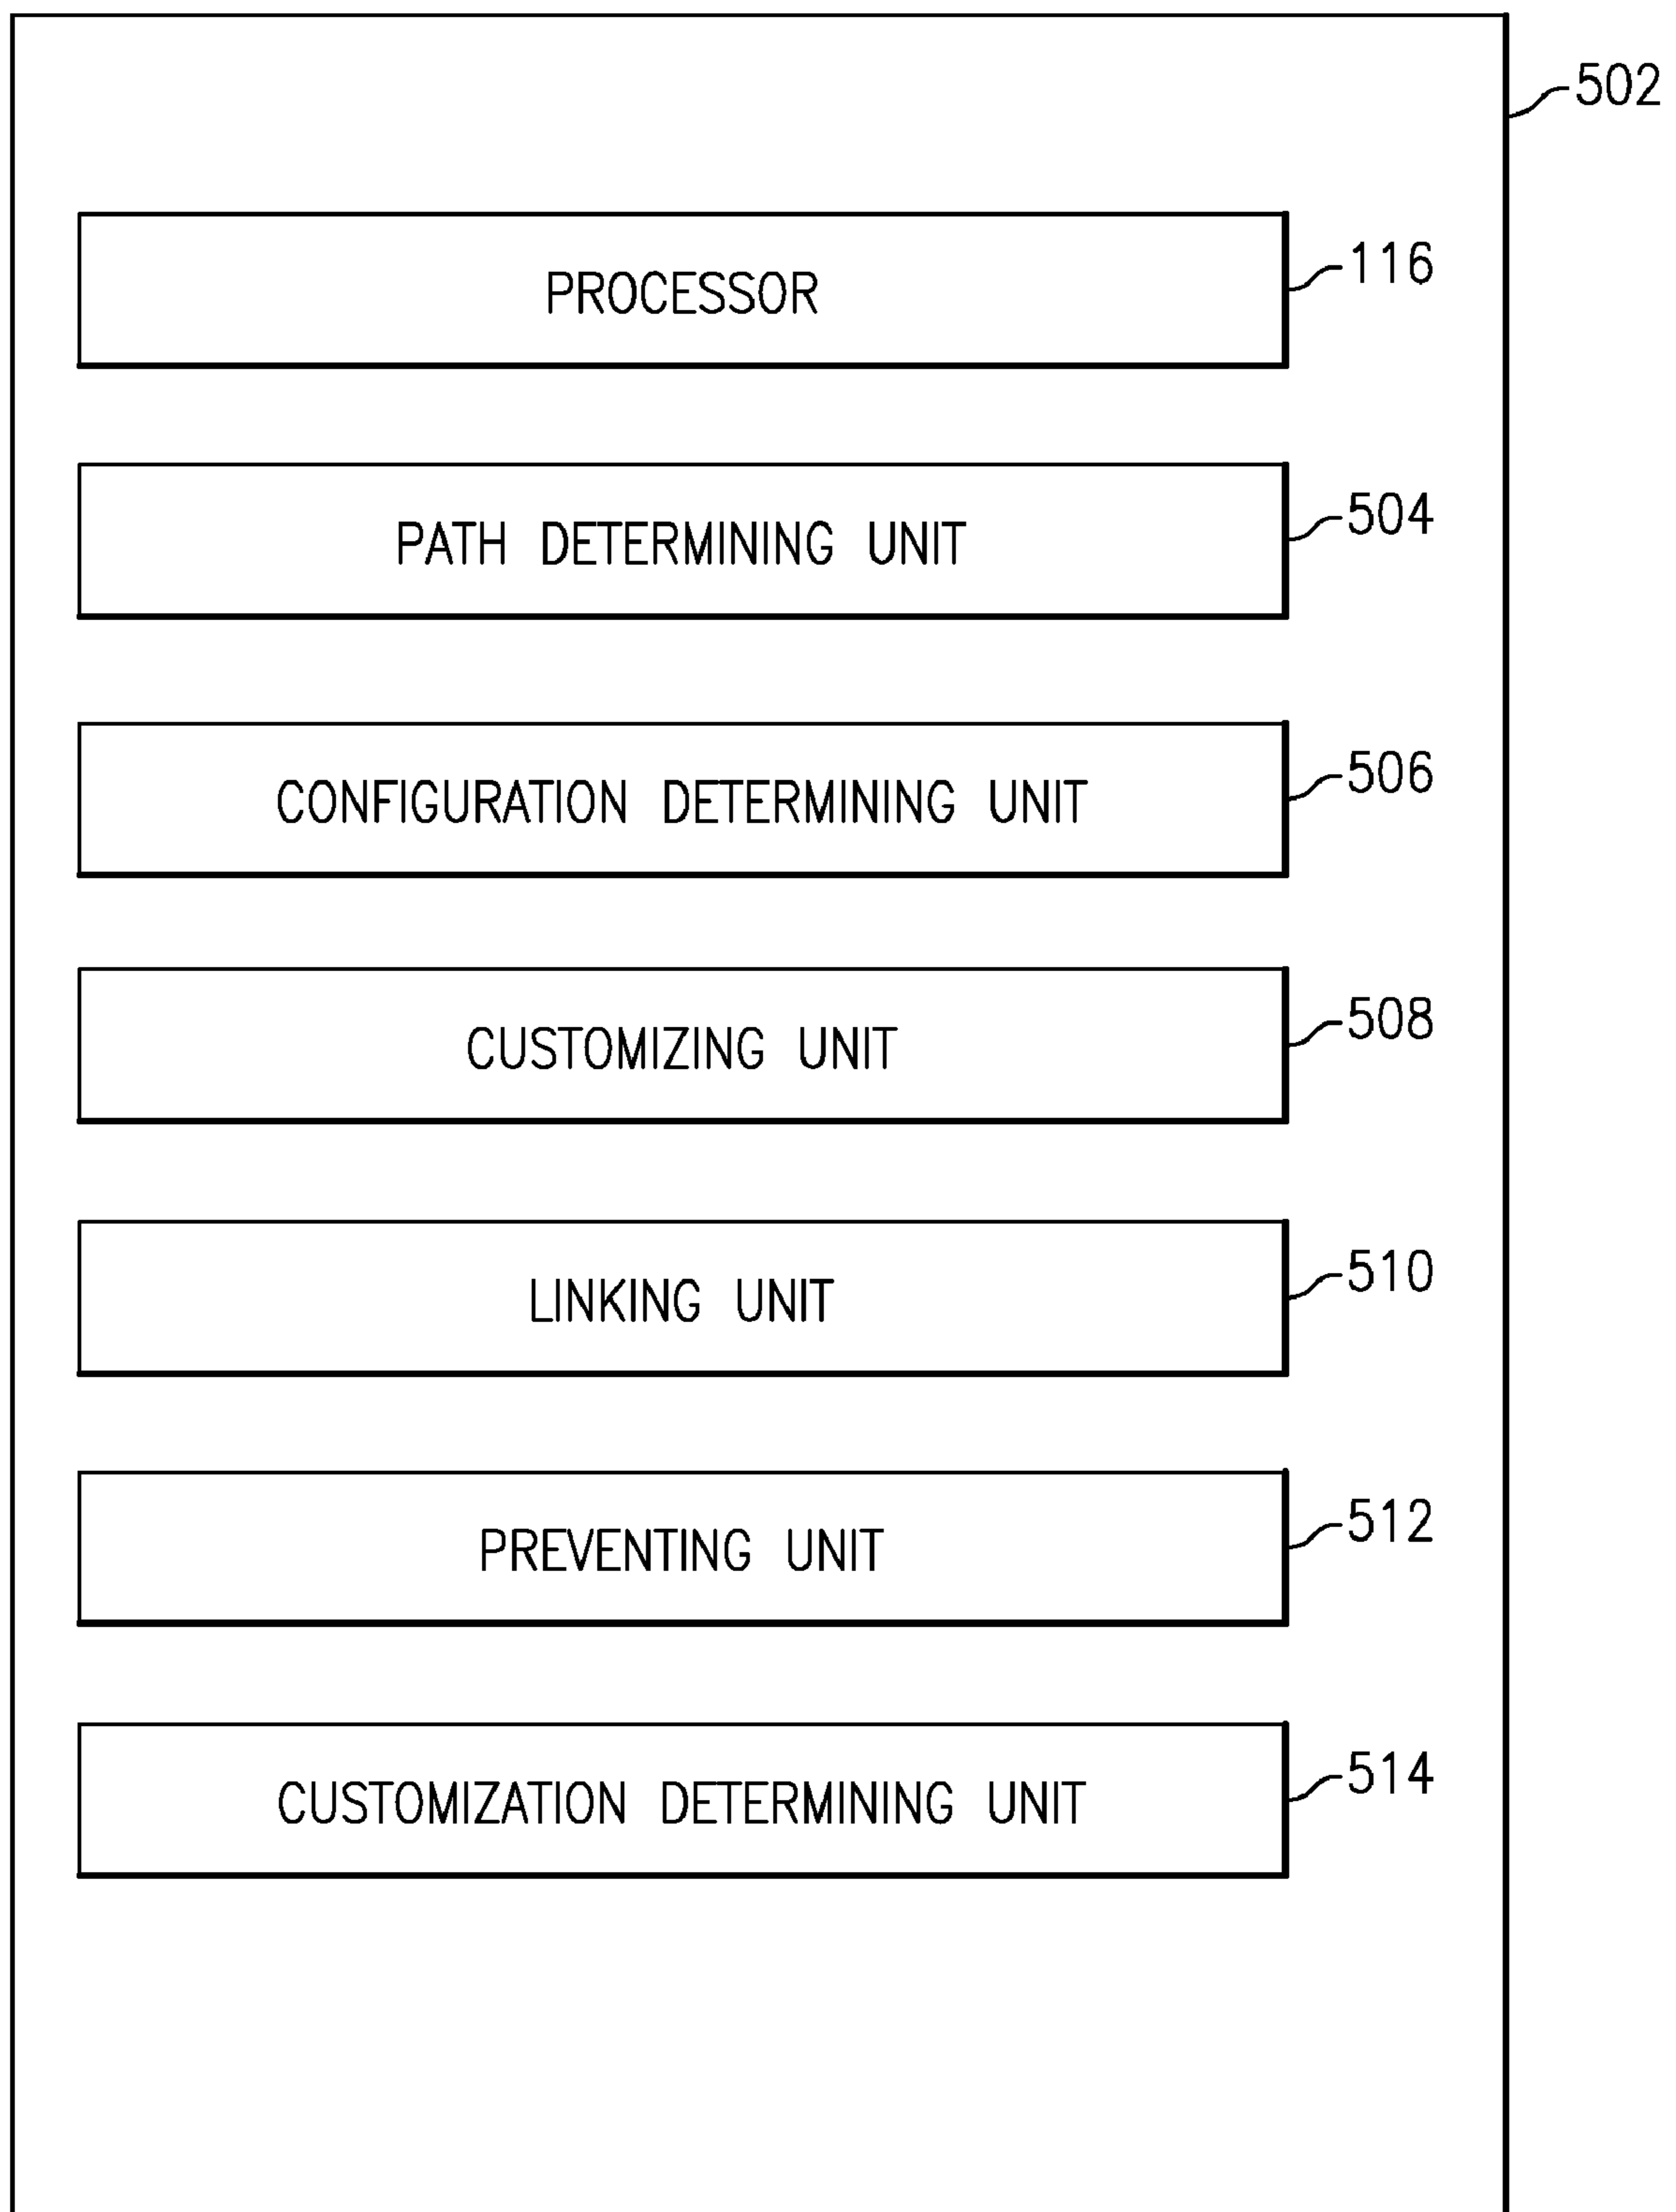 502
PROCESSOR 116
PATH DETERMINING UNIT 504
CONFIGURATION DETERMINING UNIT 506
CUSTOMIZING UNIT 508
LINKING UNIT 510
PREVENTING UNIT 512
CUSTOMIZATION DETERMINING UNIT 514